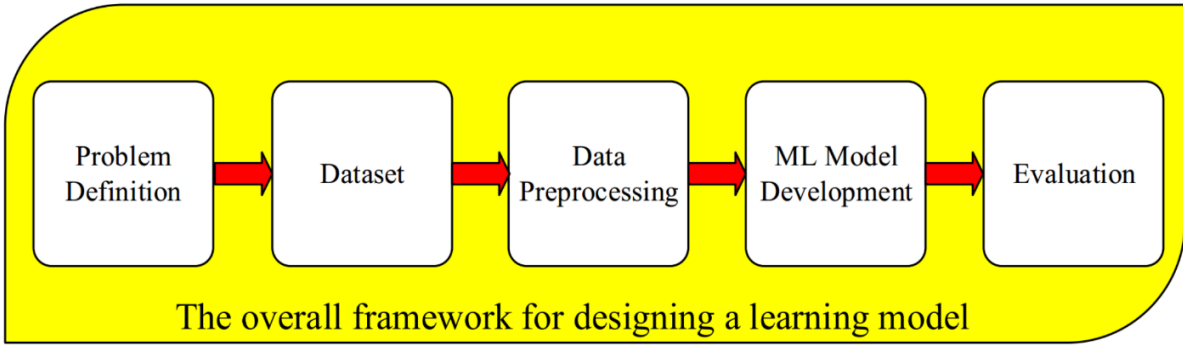 Problem
Definition
Dataset
Data
Preprocessing
ML Model
Development
Evaluation
The overall framework for designing a learning model